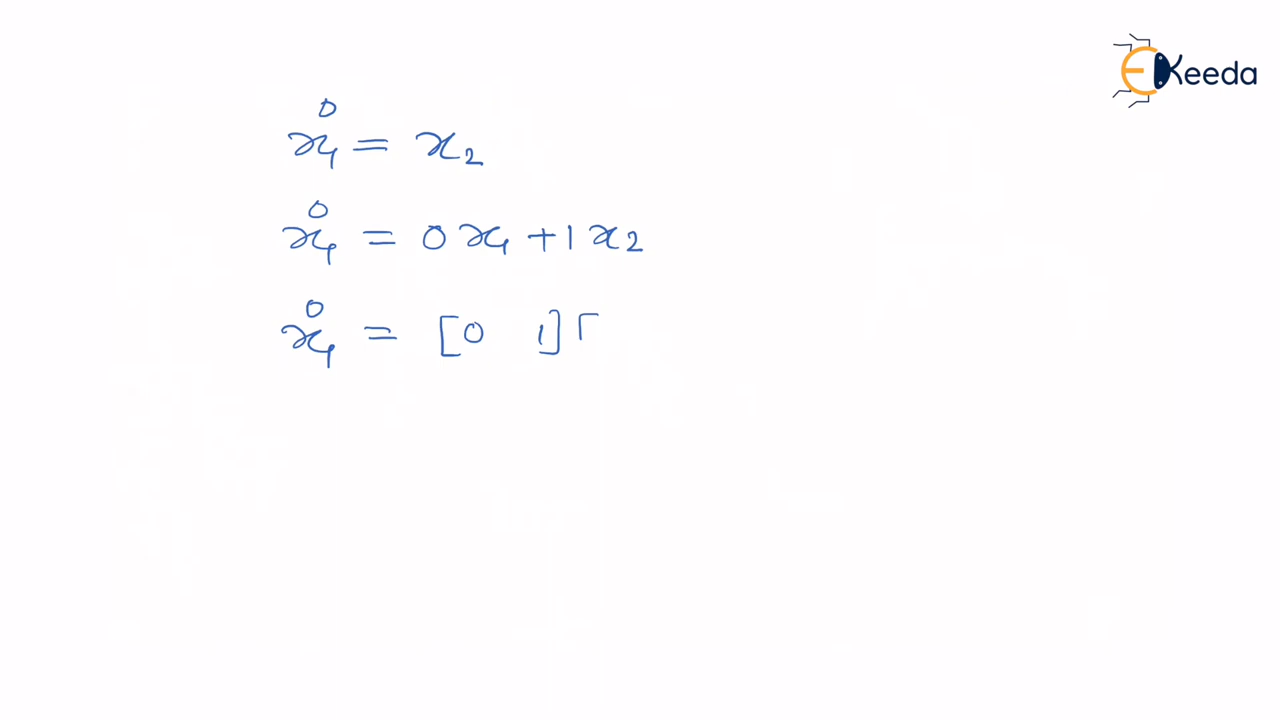 EKeeda
ẋ₁ = x₂
ẋ₁ = 0x₁ + 1x₂
ẋ₁ = [0 1] [